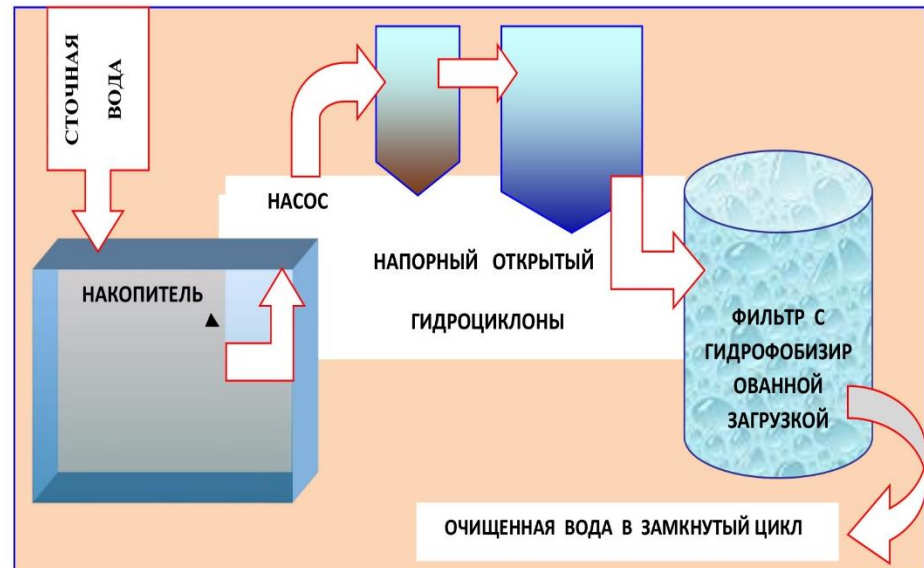 СТОЧНАЯ
ВОДА
НАСОС
НАКОПИТЕЛЬ
НАПОРНЫЙ ОТКРЫТЫЙ
ГИДРОЦИКЛОНЫ
ФИЛЬТР С
ГИДРОФОБИЗИР
ОВАННОЙ
ЗАГРУЗКОЙ
ОЧИЩЕННАЯ ВОДА В ЗАМКНУТЫЙ ЦИКЛ